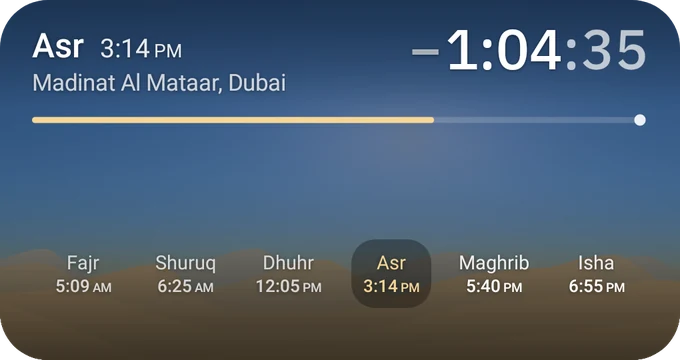 Asr 3:14 PM
–1:04:35
Madinat Al Mataar, Dubai
Fajr Shuruq Dhuhr Asr Maghrib Isha
5:09 AM 6:25 AM 12:05 PM 3:14 PM 5:40 PM 6:55 PM